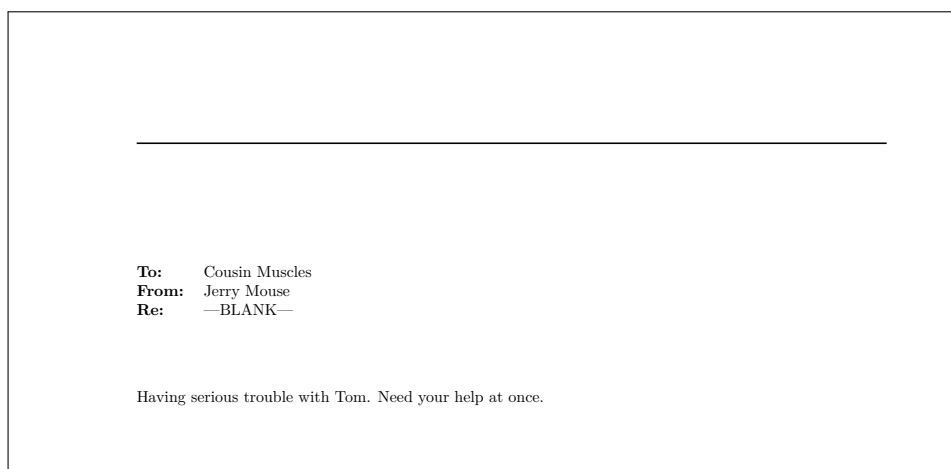 To: Cousin Muscles
From: Jerry Mouse
Re: —BLANK—
Having serious trouble with Tom. Need your help at once.